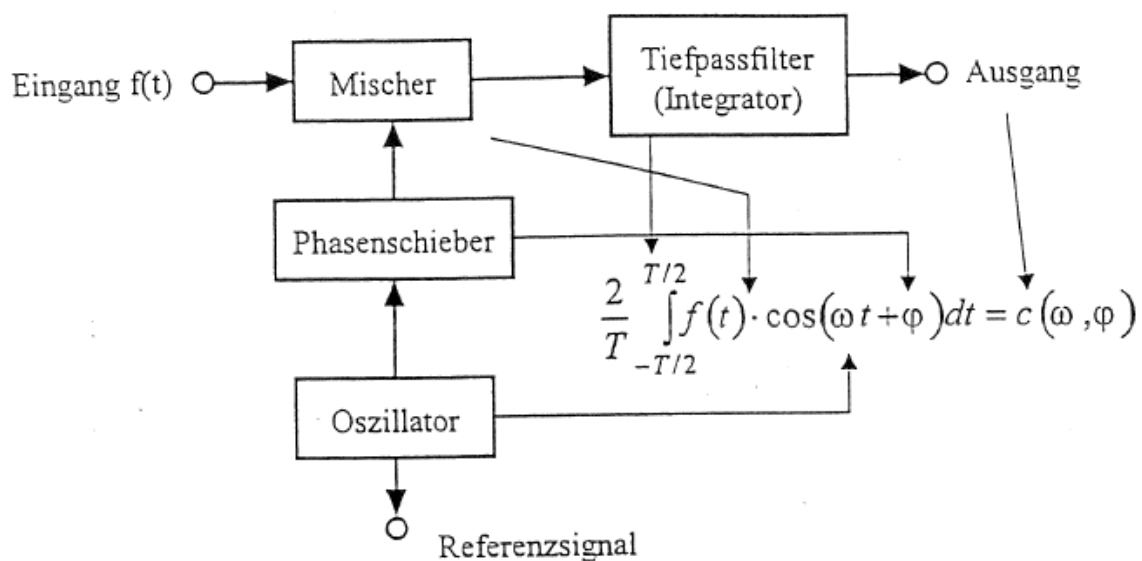 Eingang f(t)
Mischer
Tiefpassfilter
(Integrator)
Ausgang
Phasenschieber
2/T ∫_{-T/2}^{T/2} f(t)·cos(ωt+φ)dt = c(ω,φ)
Oszillator
Referenzsignal